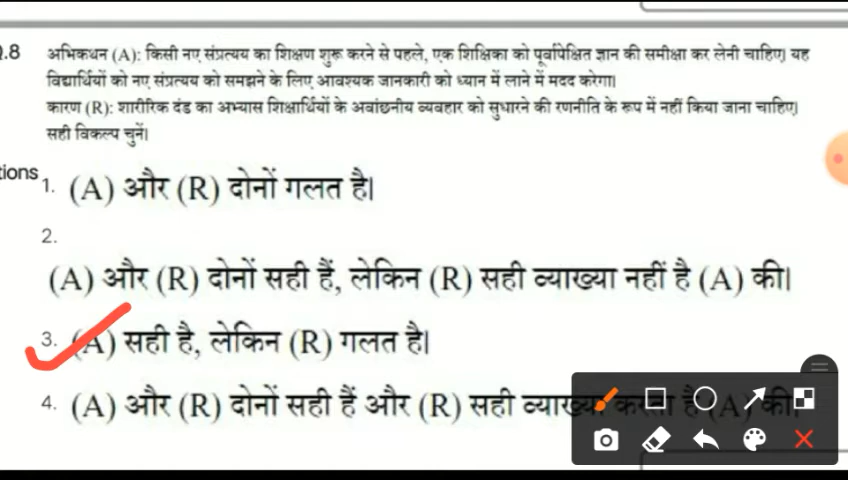 .8 अभिकथन (A): किसी नए संप्रत्यय का शिक्षण शुरू करने से पहले, एक शिक्षिका को पूर्वापेक्षित ज्ञान की समीक्षा कर लेनी चाहिए। यह
विद्यार्थियों को नए संप्रत्यय को समझने के लिए आवश्यक जानकारी को ध्यान में लाने में मदद करेगा।
कारण (R): शारीरिक दंड का अभ्यास शिक्षार्थियों के अवांछनीय व्यवहार को सुधारने की रणनीति के रूप में नहीं किया जाना चाहिए।
सही विकल्प चुनें।
tions
1. (A) और (R) दोनों गलत है।
2.
(A) और (R) दोनों सही हैं, लेकिन (R) सही व्याख्या नहीं है (A) की।
3. (A) सही है, लेकिन (R) गलत है।
4. (A) और (R) दोनों सही हैं और (R) सही व्याख्या करता है (A) की।